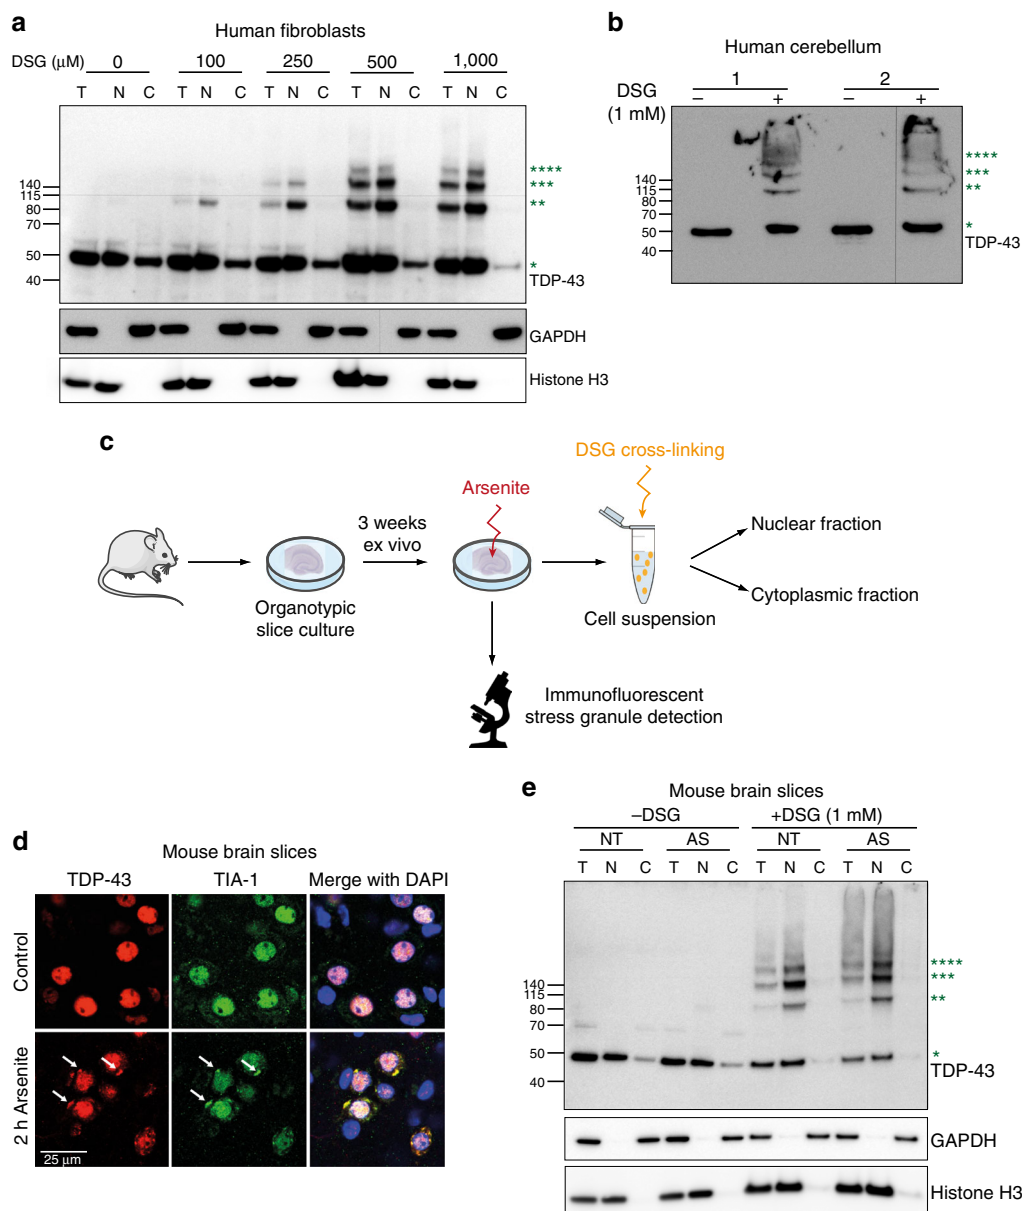 a
Human fibroblasts
DSG (μM) 0 100 250 500 1,000
T N C T N C T N C T N C T N C
140
115
80
70
50
40
****
***
**
*
TDP-43
GAPDH
Histone H3
b
Human cerebellum
1 2
DSG
(1 mM)
– + – +
140
115
80
70
50
40
****
***
**
*
TDP-43
c
DSG cross-linking
Arsenite
3 weeks
ex vivo
Organotypic
slice culture
Cell suspension
Nuclear fraction
Cytoplasmic fraction
Immunofluorescent
stress granule detection
d
Mouse brain slices
TDP-43 TIA-1 Merge with DAPI
Control
2 h Arsenite
25 μm
e
Mouse brain slices
–DSG +DSG (1 mM)
NT AS NT AS
T N C T N C T N C T N C
140
115
80
70
50
40
****
***
**
*
TDP-43
GAPDH
Histone H3